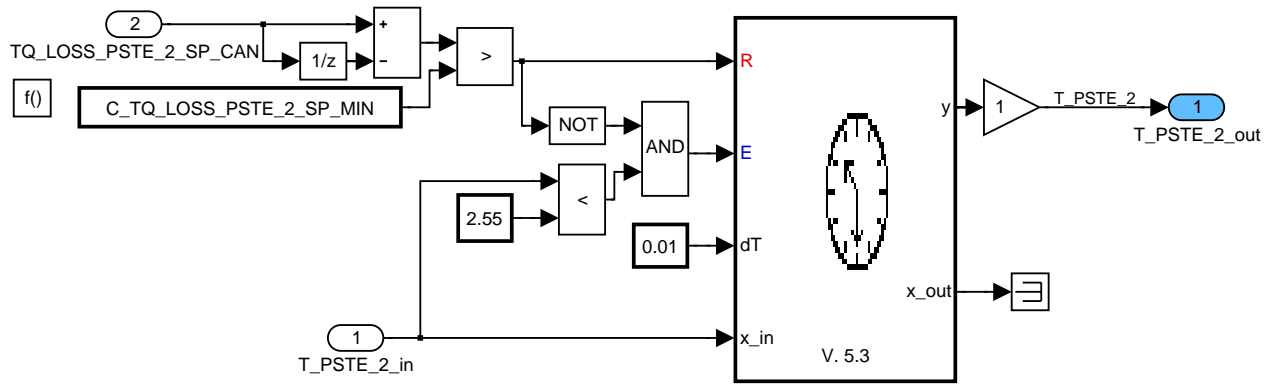 2
TQ_LOSS_PSTE_2_SP_CAN
+
−
1/z
>
f()
C_TQ_LOSS_PSTE_2_SP_MIN
NOT
AND
<
2.55
0.01
1
T_PSTE_2_in
R
E
dT
x_in
y
x_out
V. 5.3
1
T_PSTE_2
1
T_PSTE_2_out